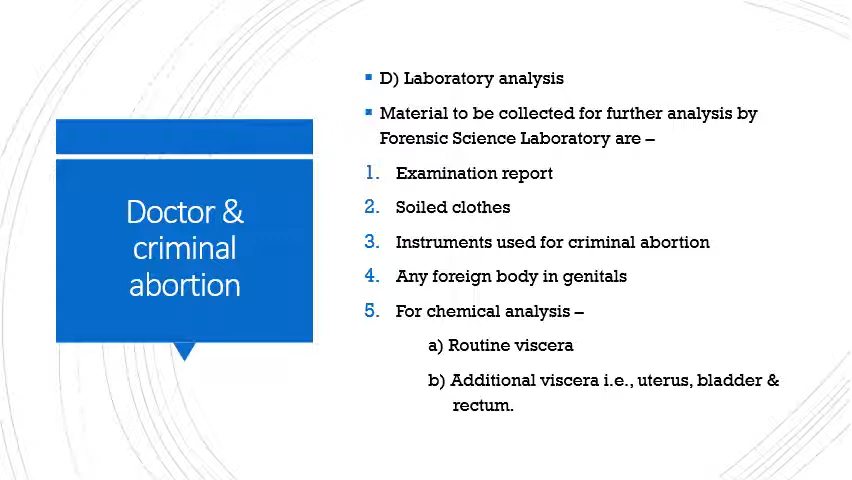 Doctor &
criminal
abortion
D) Laboratory analysis
Material to be collected for further analysis by
Forensic Science Laboratory are –
1. Examination report
2. Soiled clothes
3. Instruments used for criminal abortion
4. Any foreign body in genitals
5. For chemical analysis –
a) Routine viscera
b) Additional viscera i.e., uterus, bladder &
rectum.